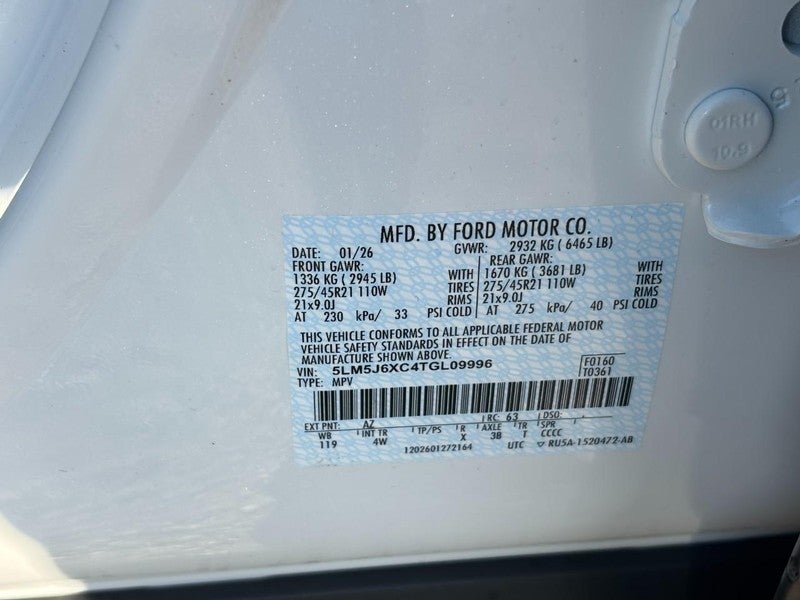 01RH
10.9
MFD. BY FORD MOTOR CO.
DATE: 01/26 GVWR: 2932 KG ( 6465 LB)
FRONT GAWR: REAR GAWR:
1336 KG ( 2945 LB) WITH 1670 KG ( 3681 LB) WITH
275/45R21 110W TIRES 275/45R21 110W TIRES
21x9.0J RIMS 21x9.0J RIMS
AT 230 kPa/ 33 PSI COLD AT 275 kPa/ 40 PSI COLD
THIS VEHICLE CONFORMS TO ALL APPLICABLE FEDERAL MOTOR
VEHICLE SAFETY STANDARDS IN EFFECT ON THE DATE OF
MANUFACTURE SHOWN ABOVE.
VIN: 5LM5J6XC4TGL09996 F0160
TYPE: MPV T0361
EXT PNT: AZ RC: 63 DSO:
WB INT TR TP/PS R AXLE TR SPR
119 4W X 3B T CCCC
1202601272164 UTC ▽ RU5A-1520472-AB